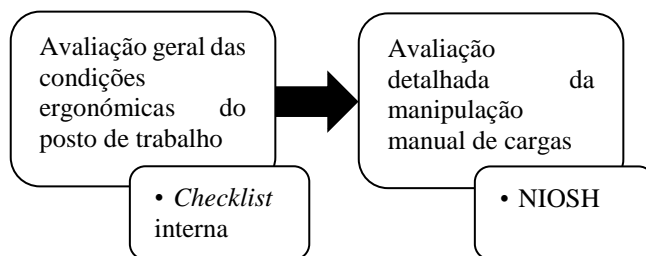 Avaliação geral das
condições
ergonómicas do
posto de trabalho
• Checklist
interna
Avaliação
detalhada da
manipulação
manual de cargas
• NIOSH